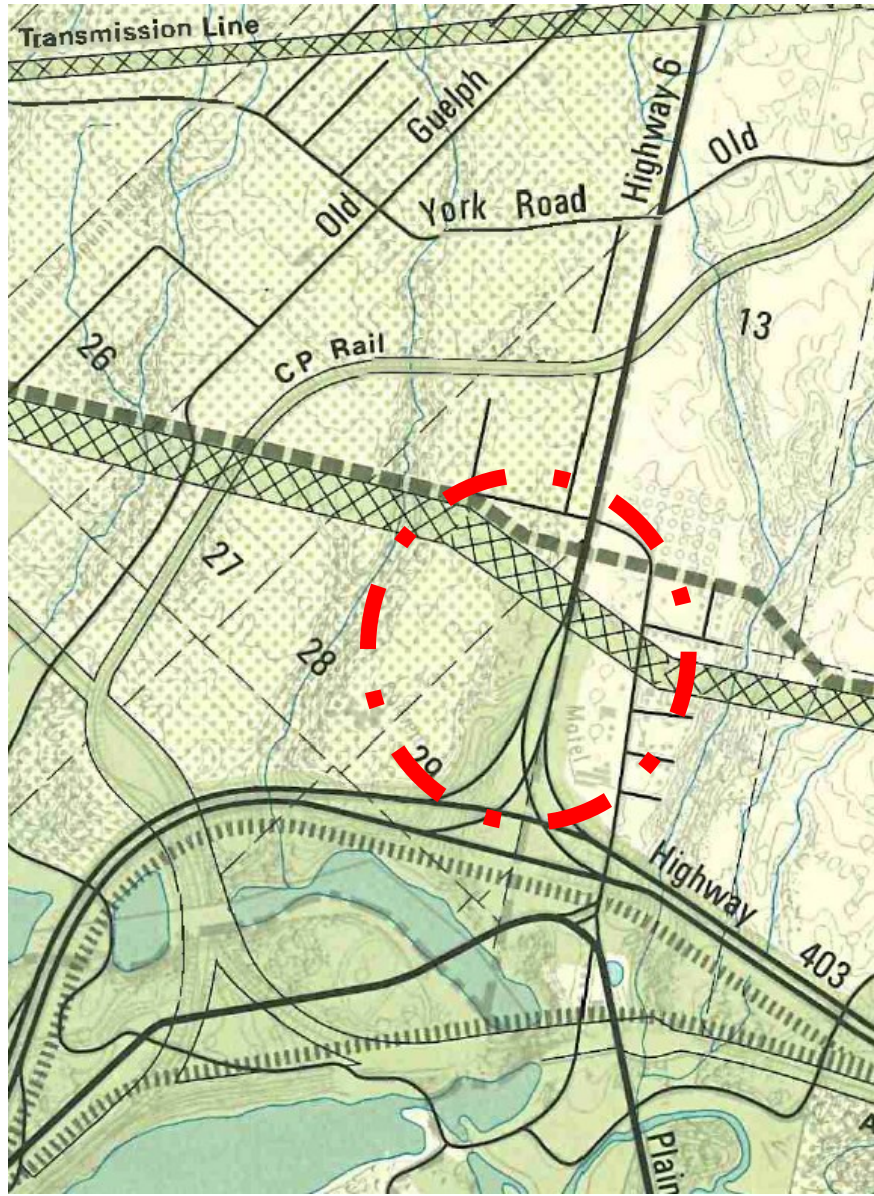 Transmission Line
Guelph
Highway 6
Old
Old
York Road
13
26
CP Rail
27
28
Motel
29
Highway
403
Plain